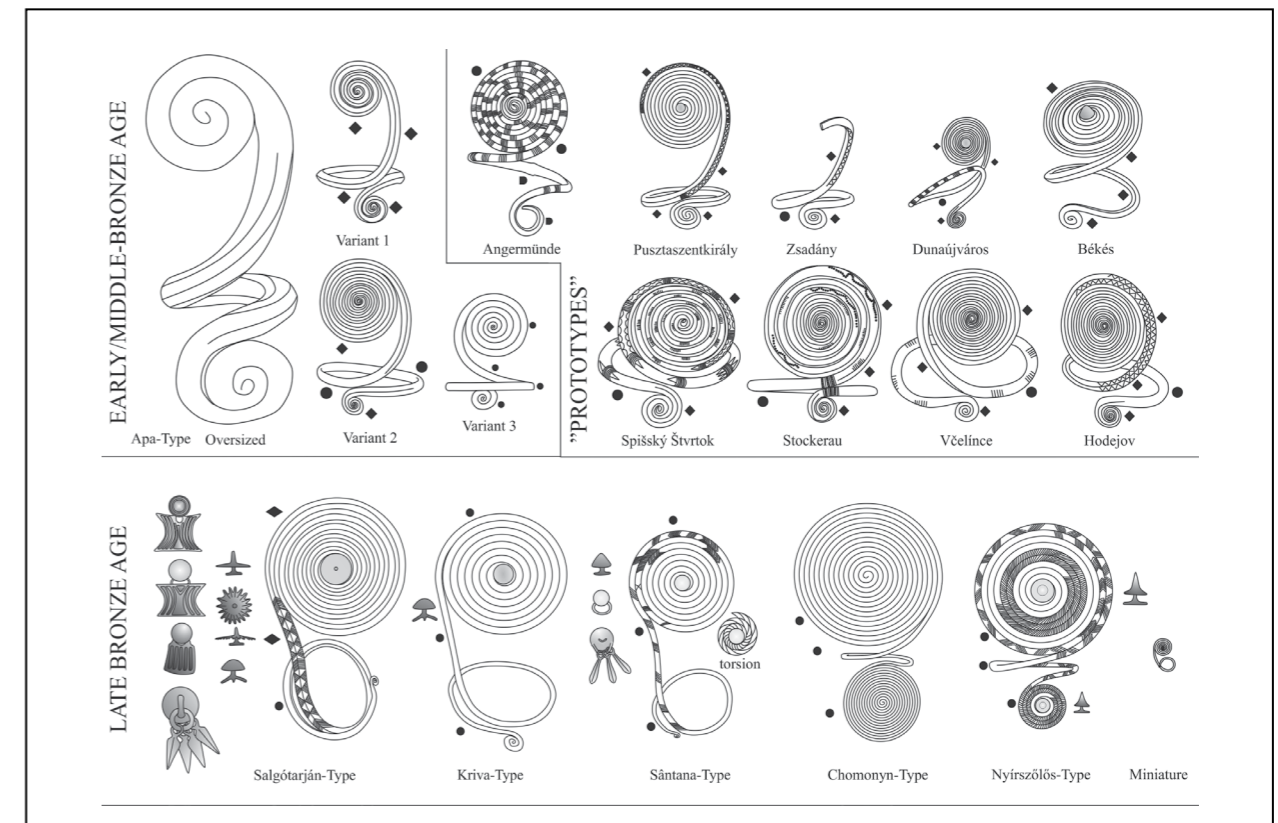 EARLY/MIDDLE-BRONZE AGE
Variant 1
Angermünde
Pusztaszentkirály
Zsadány
Dunaújváros
Békés
"PROTOTYPES"
Apa-Type Oversized
Variant 2
Variant 3
Spišský Štvrtok
Stockerau
Včelínce
Hodejov
LATE BRONZE AGE
torsion
Salgótarján-Type
Kriva-Type
Sântana-Type
Chomonyn-Type
Nyírszőlős-Type
Miniature